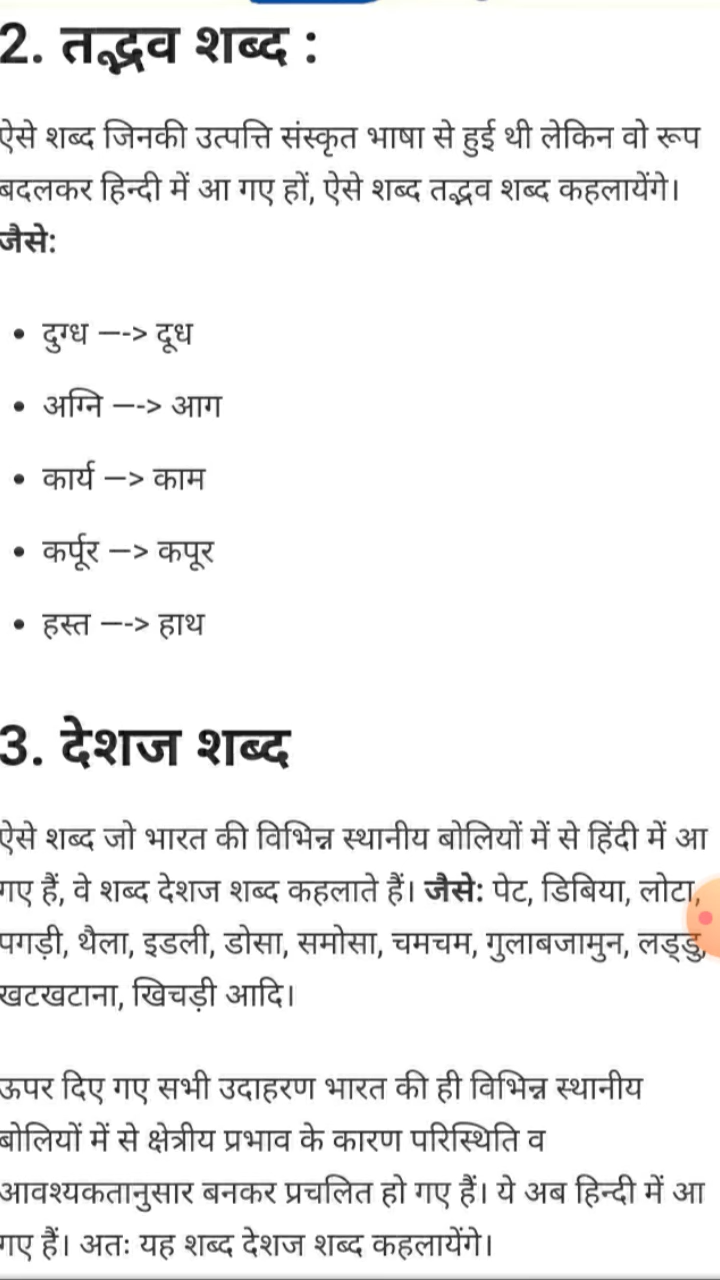 2. तद्भव शब्द :
ऐसे शब्द जिनकी उत्पत्ति संस्कृत भाषा से हुई थी लेकिन वो रूप
बदलकर हिन्दी में आ गए हों, ऐसे शब्द तद्भव शब्द कहलायेंगे।
जैसे:
• दुग्ध —-> दूध
• अग्नि —-> आग
• कार्य —> काम
• कर्पूर —> कपूर
• हस्त —-> हाथ
3. देशज शब्द
ऐसे शब्द जो भारत की विभिन्न स्थानीय बोलियों में से हिंदी में आ
गए हैं, वे शब्द देशज शब्द कहलाते हैं। जैसे: पेट, डिबिया, लोटा,
पगड़ी, थैला, इडली, डोसा, समोसा, चमचम, गुलाबजामुन, लड्डु,
खटखटाना, खिचड़ी आदि।
ऊपर दिए गए सभी उदाहरण भारत की ही विभिन्न स्थानीय
बोलियों में से क्षेत्रीय प्रभाव के कारण परिस्थिति व
आवश्यकतानुसार बनकर प्रचलित हो गए हैं। ये अब हिन्दी में आ
गए हैं। अतः यह शब्द देशज शब्द कहलायेंगे।